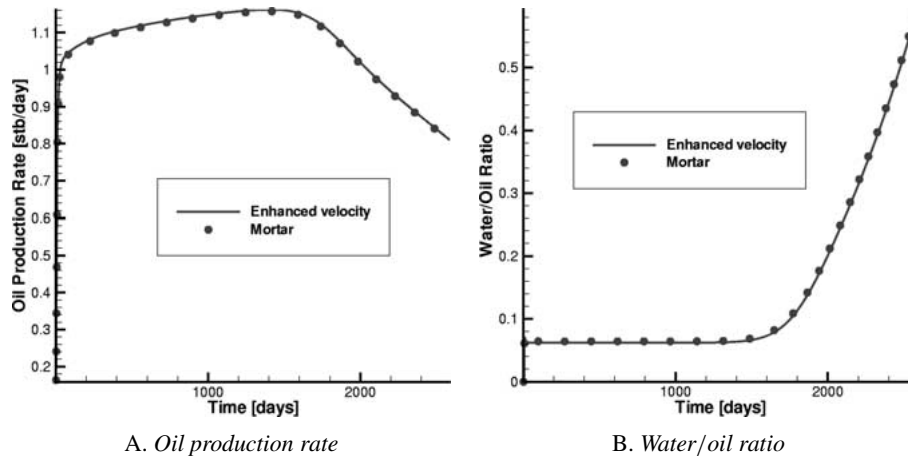 1.1
1
0.9
0.8
0.7
0.6
0.5
0.4
0.3
0.2
Oil Production Rate [stb/day]
Enhanced velocity
Mortar
1000
2000
Time [days]
A. Oil production rate
0.5
0.4
0.3
0.2
0.1
0
Water/Oil Ratio
Enhanced velocity
Mortar
1000
2000
Time [days]
B. Water/oil ratio